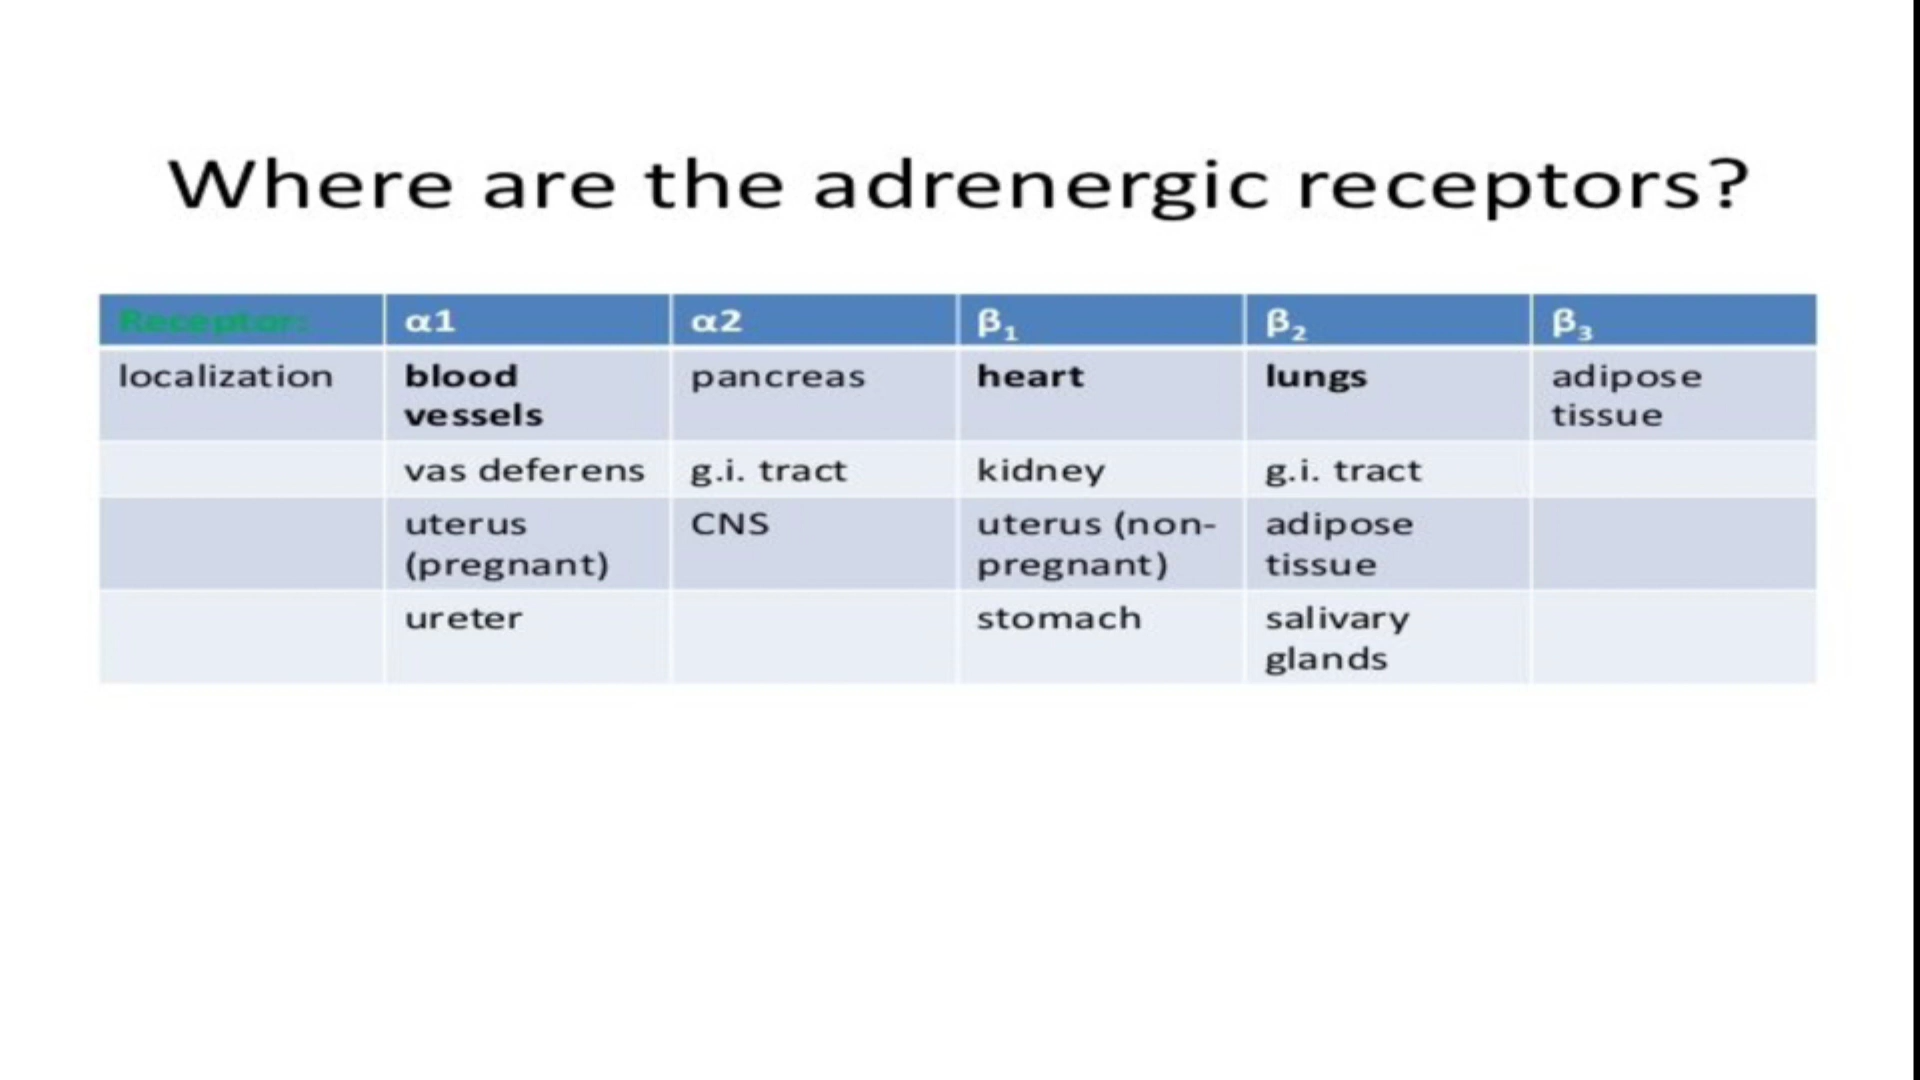 Where are the adrenergic receptors?
Receptor: α1 α2 β₁ β₂ β₃
localization blood vessels pancreas heart lungs adipose tissue
vas deferens g.i. tract kidney g.i. tract
uterus (pregnant) CNS uterus (non-pregnant) adipose tissue
ureter stomach salivary glands